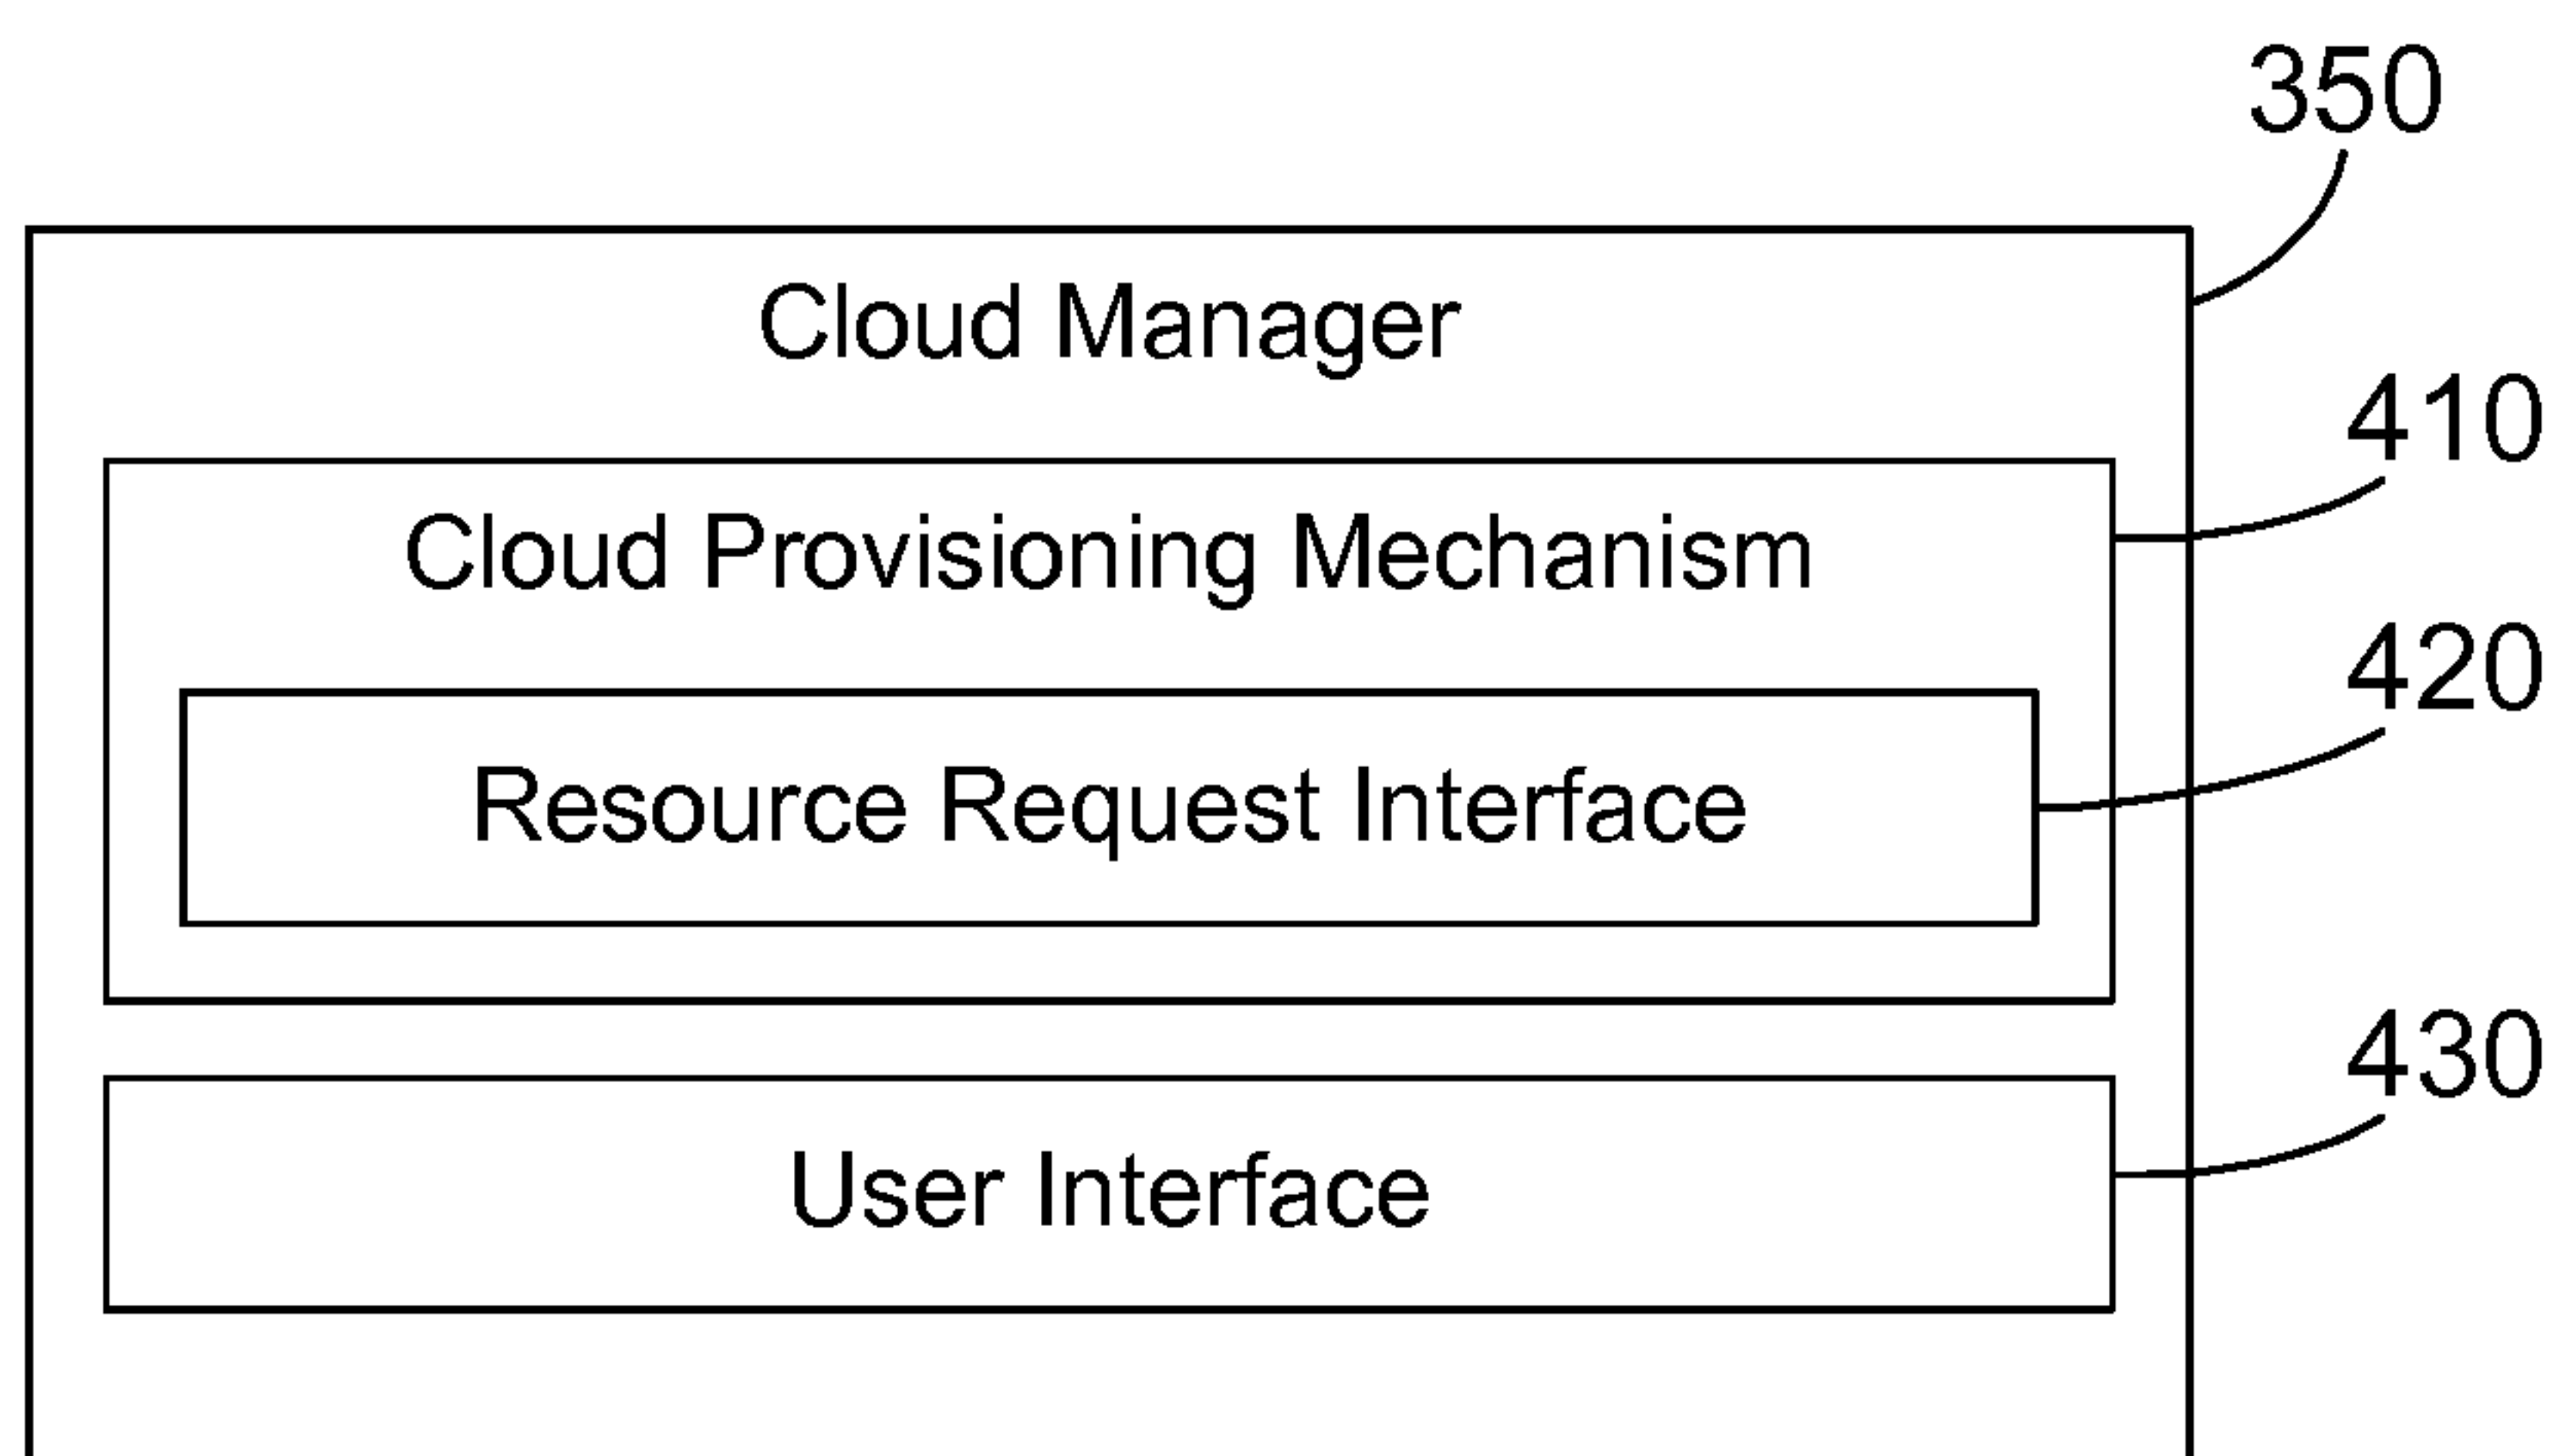 350
Cloud Manager
410
Cloud Provisioning Mechanism
420
Resource Request Interface
430
User Interface